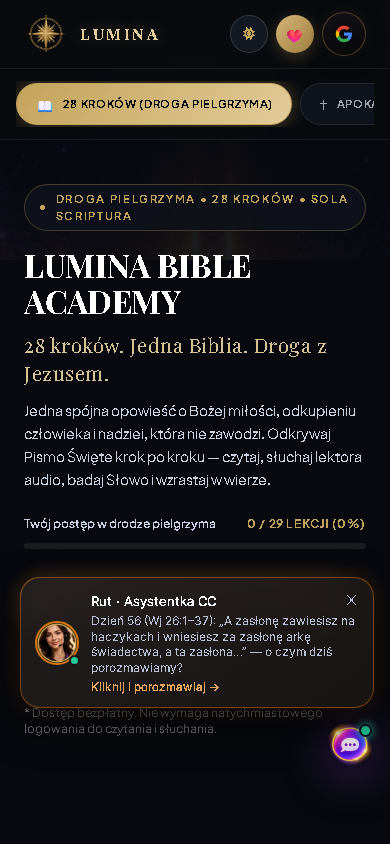 LUMINA
28 KROKÓW (DROGA PIELGRZYMA)
APOKA
DROGA PIELGRZYMA • 28 KROKÓW • SOLA
SCRIPTURA
LUMINA BIBLE
ACADEMY
28 kroków. Jedna Biblia. Droga z
Jezusem.
Jedna spójna opowieść o Bożej miłości, odkupieniu
człowieka i nadziei, która nie zawodzi. Odkrywaj
Pismo Święte krok po kroku — czytaj, słuchaj lektora
audio, badaj Słowo i wzrastaj w wierze.
Twój postęp w drodze pielgrzyma
0 / 29 LEKCJI (0%)
Rut · Asystentka CC
Dzień 56 (Wj 26:1–37): „A zasłonę zawiesisz na
haczykach i wniesiesz za zasłonę arkę
świadectwa, a ta zasłona…” — o czym dziś
porozmawiamy?
Kliknij i porozmawiaj →
* Dostęp bezpłatny. Nie wymaga natychmiastowego
logowania do czytania i słuchania.